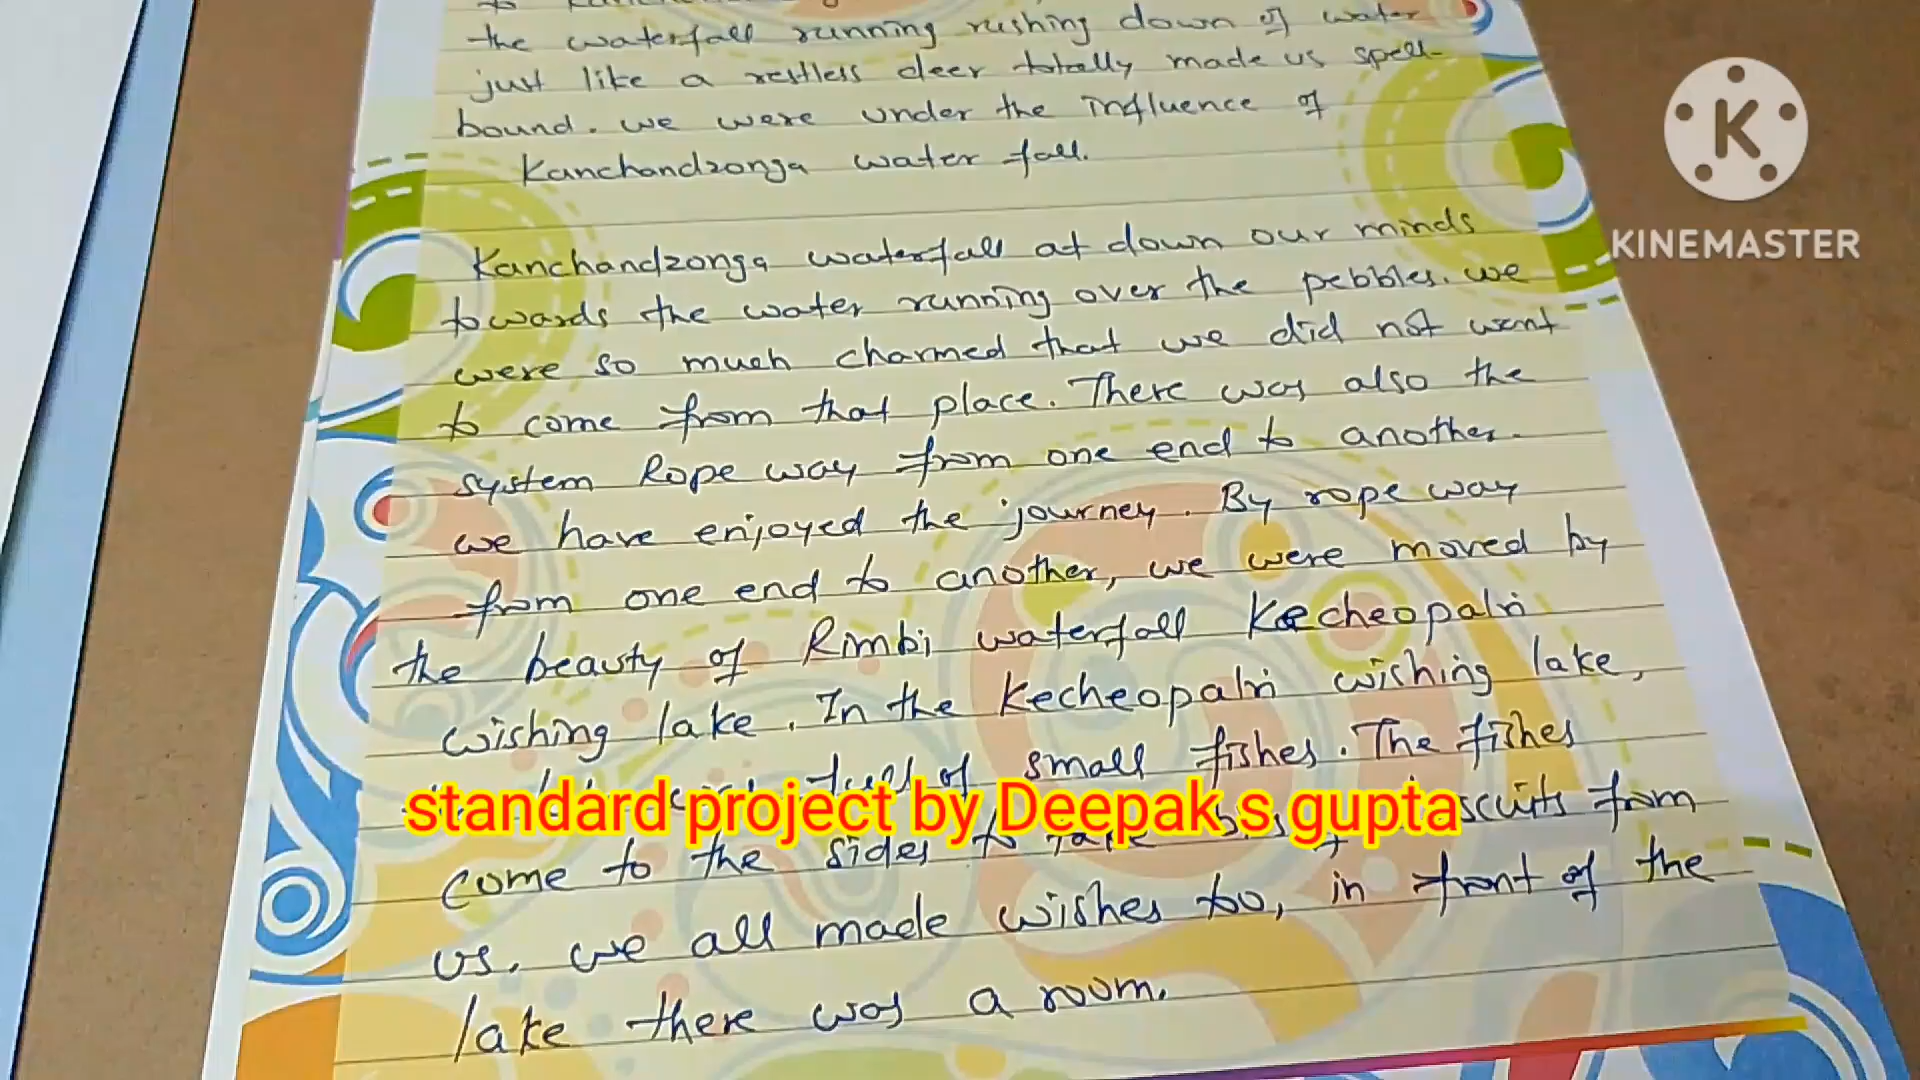 the waterfall running rushing down of water
just like a restless deer totally made us spell-
bound. we were under the influence of
Kanchandzonga water fall.
Kanchandzonga waterfall at down our minds
towards the water running over the pebbles. we
were so much charmed that we did not want
to come from that place. There was also the
system Rope way from one end to another.
we have enjoyed the journey. By rope way
from one end to another, we were moved by
the beauty of Rimbi waterfall Kecheopalri
wishing lake. In the Kecheopalri wishing lake,
full of small fishes. The fishes
come to the sides to take from
us. we all made wishes too, in front of the
lake there was a room.
standard project by Deepak s gupta
K
KINEMASTER